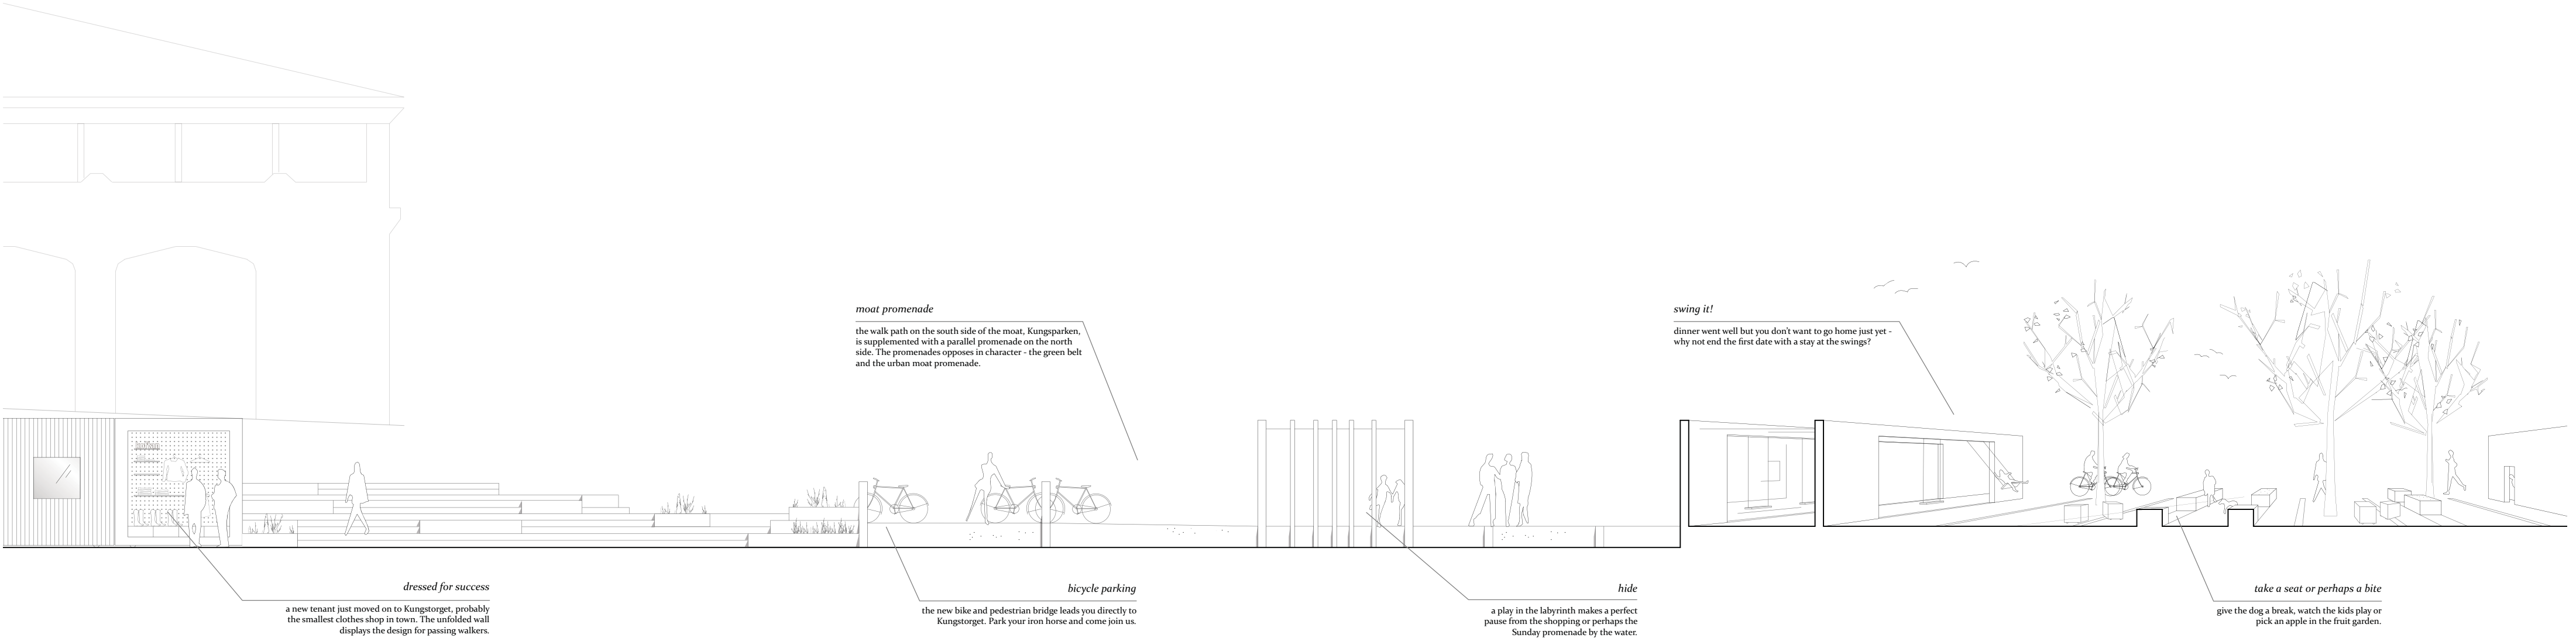 moat promenade
the walk path on the south side of the moat, Kungsparken,
is supplemented with a parallel promenade on the north
side. The promenades opposes in character - the green belt
and the urban moat promenade.
swing it!
dinner went well but you don't want to go home just yet -
why not end the first date with a stay at the swings?
dressed for success
a new tenant just moved on to Kungstorget, probably
the smallest clothes shop in town. The unfolded wall
displays the design for passing walkers.
bicycle parking
the new bike and pedestrian bridge leads you directly to
Kungstorget. Park your iron horse and come join us.
hide
a play in the labyrinth makes a perfect
pause from the shopping or perhaps the
Sunday promenade by the water.
take a seat or perhaps a bite
give the dog a break, watch the kids play or
pick an apple in the fruit garden.